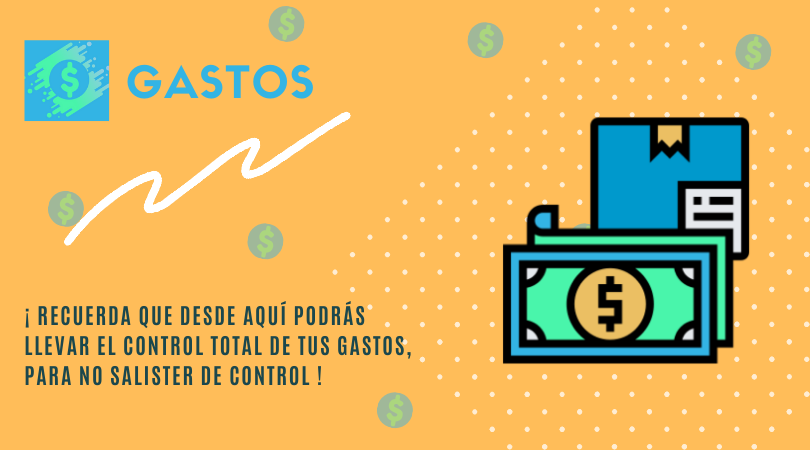 GASTOS
¡ RECUERDA QUE DESDE AQUÍ PODRÁS
LLEVAR EL CONTROL TOTAL DE TUS GASTOS,
PARA NO SALISTER DE CONTROL !